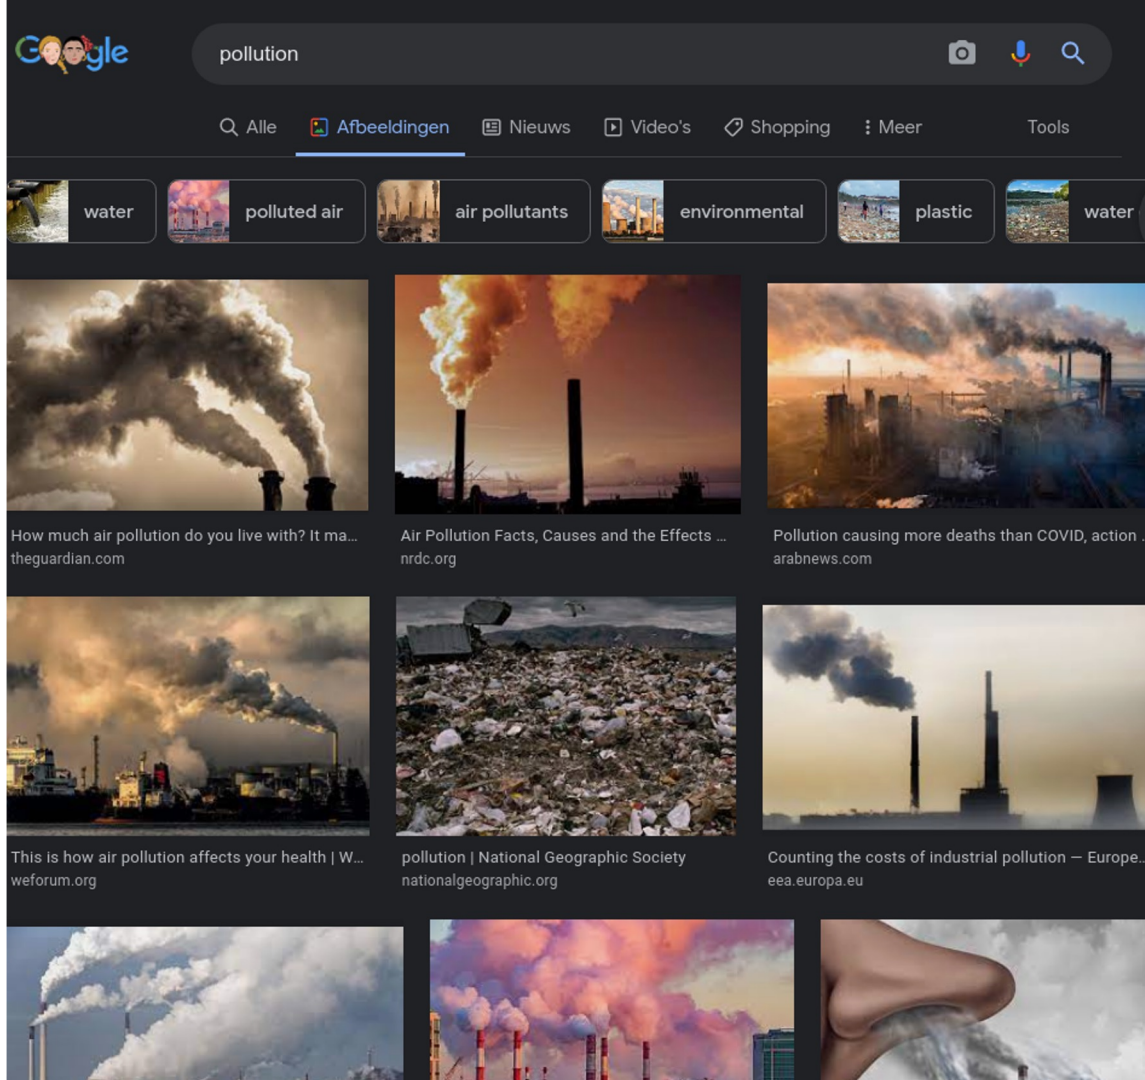 Google
pollution
Alle Afbeeldingen Nieuws Video's Shopping Meer Tools
water polluted air air pollutants environmental plastic water
How much air pollution do you live with? It ma...
theguardian.com
Air Pollution Facts, Causes and the Effects ...
nrdc.org
Pollution causing more deaths than COVID, action .
arabnews.com
This is how air pollution affects your health | W...
weforum.org
pollution | National Geographic Society
nationalgeographic.org
Counting the costs of industrial pollution — Europe..
eea.europa.eu